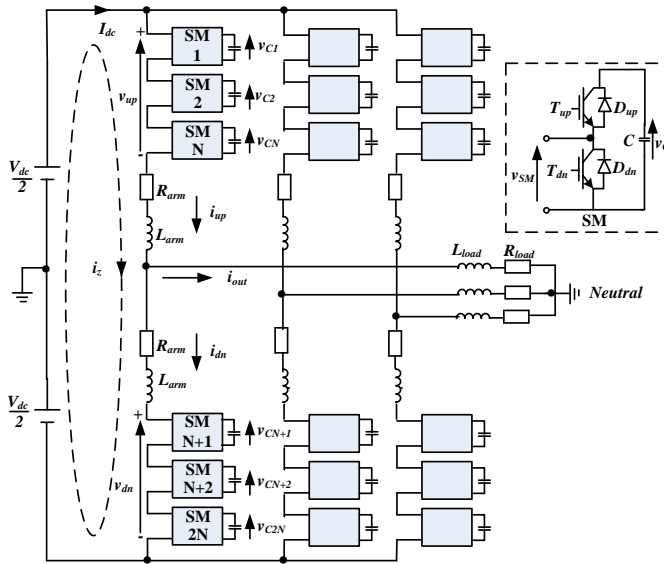 I_dc
+
v_up
-
SM
1
v_C1
SM
2
v_C2
SM
N
v_CN
T_up
D_up
C
v_SM
T_dn
D_dn
SM
V_dc
2
R_arm
i_up
L_arm
i_z
i_out
L_load
R_load
Neutral
R_arm
i_dn
L_arm
V_dc
2
+
v_dn
-
SM
N+1
v_CN+1
SM
N+2
v_CN+2
SM
2N
v_C2N